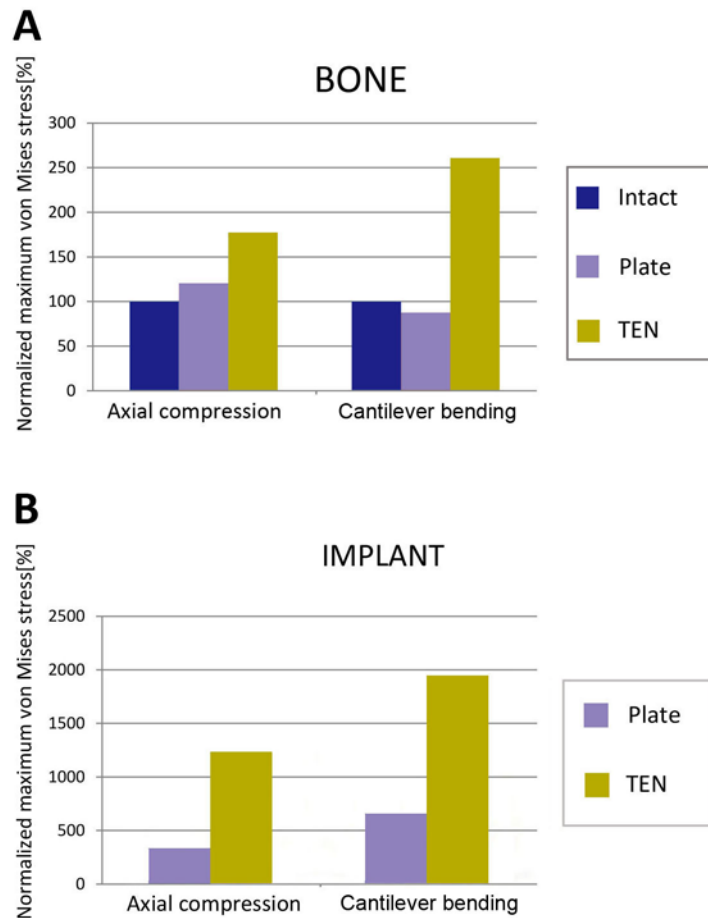 A
BONE
Normalized maximum von Mises stress[%]
300
250
200
150
100
50
0
Axial compression
Cantilever bending
Intact
Plate
TEN
B
IMPLANT
Normalized maximum von Mises stress[%]
2500
2000
1500
1000
500
0
Axial compression
Cantilever bending
Plate
TEN